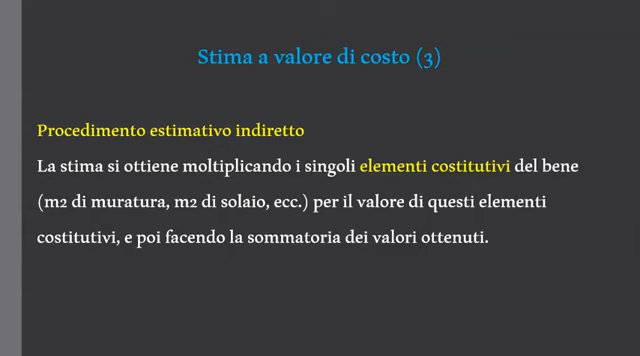 Stima a valore di costo (3)
Procedimento estimativo indiretto
La stima si ottiene moltiplicando i singoli elementi costitutivi del bene
(m2 di muratura, m2 di solaio, ecc.) per il valore di questi elementi
costitutivi, e poi facendo la sommatoria dei valori ottenuti.